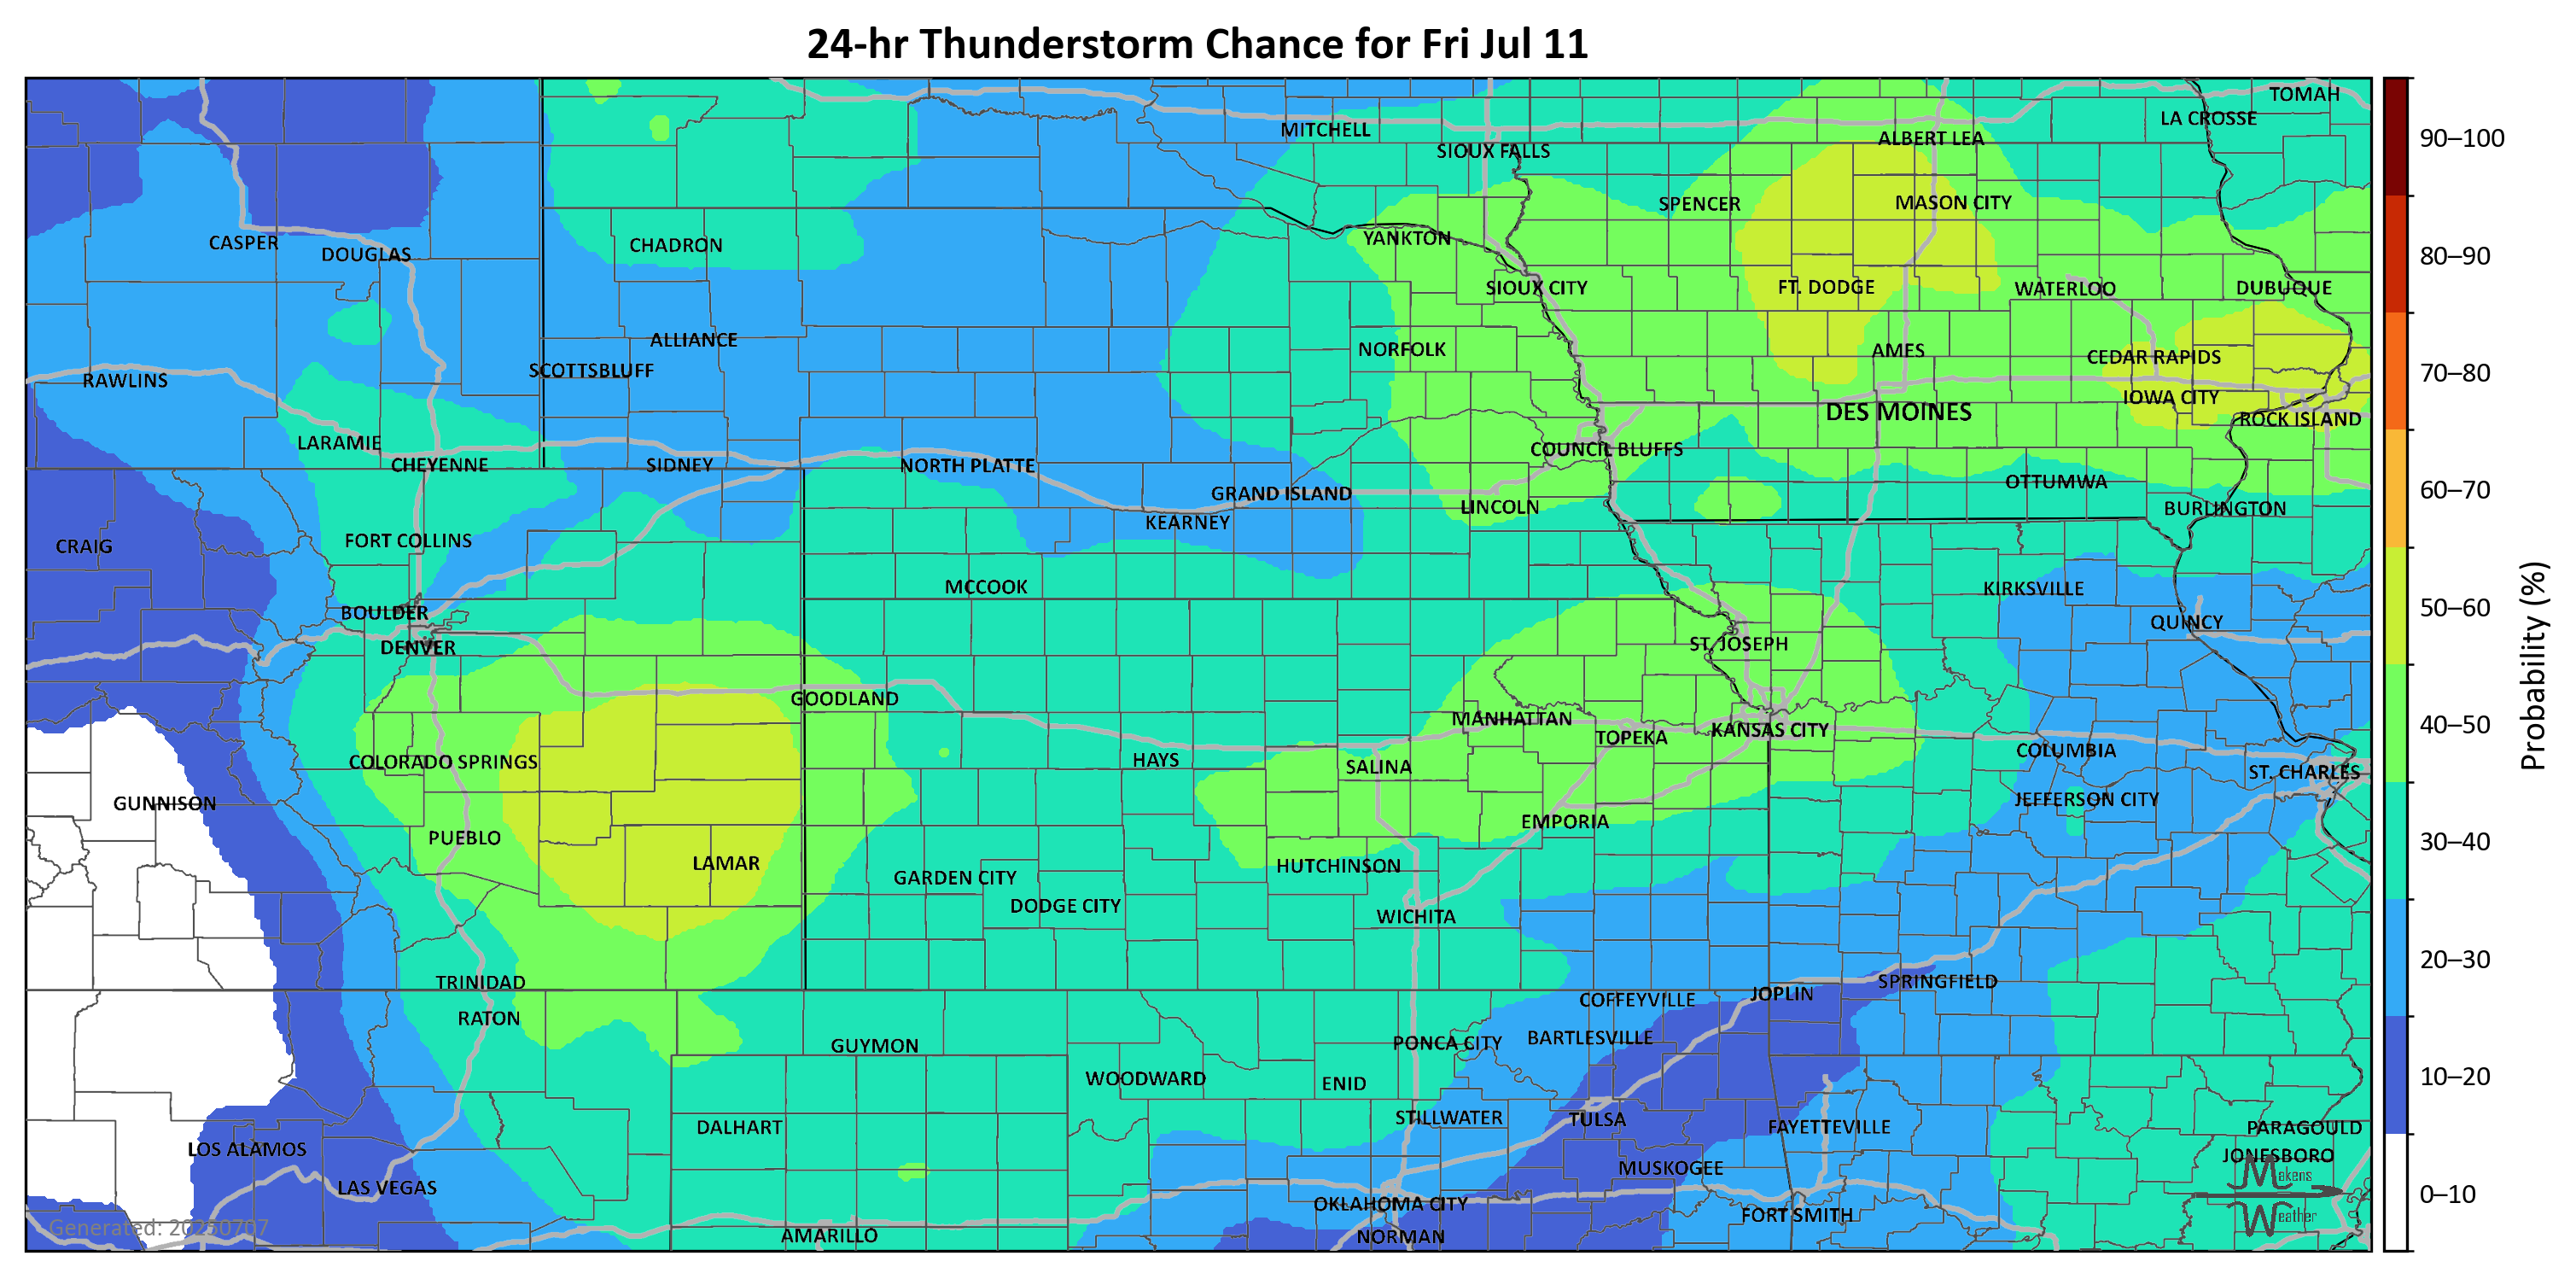 24-hr Thunderstorm Chance for Fri Jul 11
TOMAH
LA CROSSE
MITCHELL
ALBERT LEA
SIOUX FALLS
SPENCER
MASON CITY
CASPER
DOUGLAS
CHADRON
YANKTON
SIOUX CITY
FT. DODGE
WATERLOO
DUBUQUE
ALLIANCE
NORFOLK
AMES
CEDAR RAPIDS
RAWLINS
SCOTTSBLUFF
IOWA CITY
DES MOINES
ROCK ISLAND
LARAMIE
COUNCIL BLUFFS
CHEYENNE
SIDNEY
NORTH PLATTE
OTTUMWA
GRAND ISLAND
LINCOLN
BURLINGTON
KEARNEY
CRAIG
FORT COLLINS
MCCOOK
KIRKSVILLE
BOULDER
QUINCY
DENVER
ST. JOSEPH
GOODLAND
MANHATTAN
TOPEKA
KANSAS CITY
COLORADO SPRINGS
HAYS
SALINA
COLUMBIA
ST. CHARLES
GUNNISON
JEFFERSON CITY
PUEBLO
EMPORIA
LAMAR
HUTCHINSON
GARDEN CITY
DODGE CITY
WICHITA
TRINIDAD
SPRINGFIELD
COFFEYVILLE
JOPLIN
RATON
GUYMON
PONCA CITY
BARTLESVILLE
WOODWARD
ENID
STILLWATER
TULSA
DALHART
FAYETTEVILLE
PARAGOULD
LOS ALAMOS
JONESBORO
MUSKOGEE
LAS VEGAS
OKLAHOMA CITY
FORT SMITH
AMARILLO
NORMAN
Generated: 20250707
Makens
Weather
90–100
80–90
70–80
60–70
50–60
40–50
30–40
20–30
10–20
0–10
Probability (%)